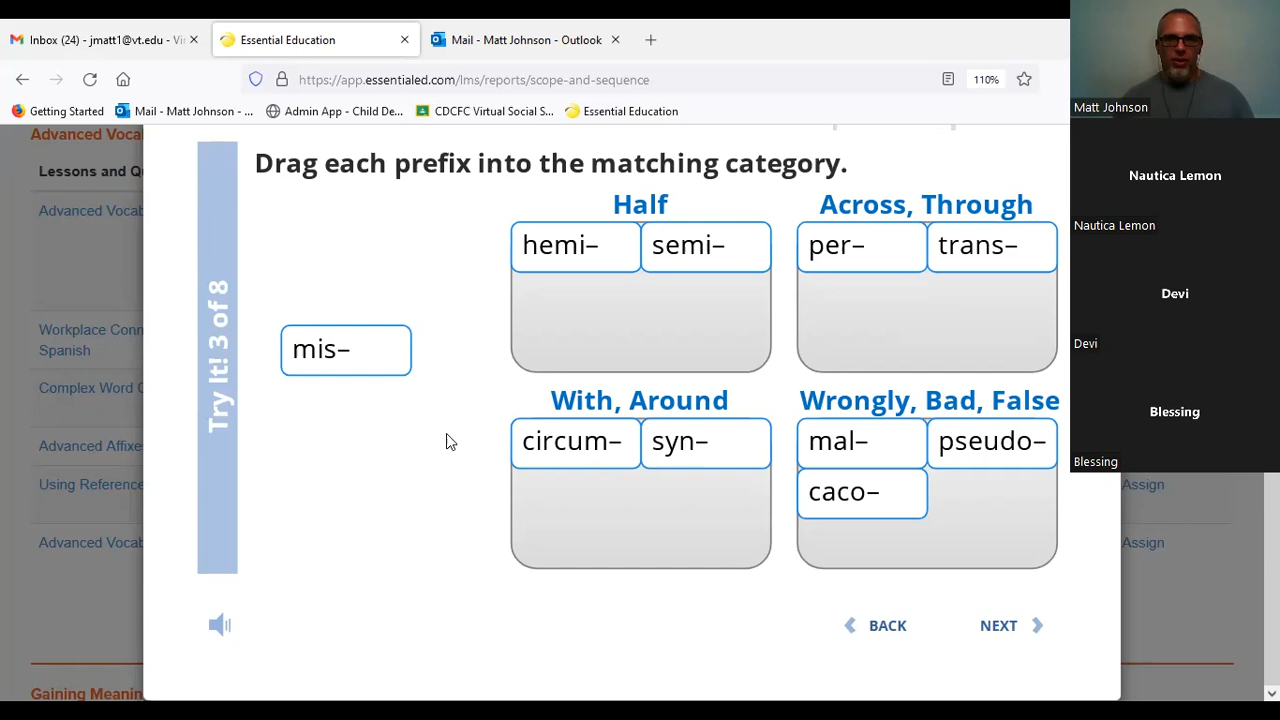 Inbox (24) - jmatt1@vt.edu - Vi
Essential Education
Mail - Matt Johnson - Outlook
https://app.essentialed.com/lms/reports/scope-and-sequence
110%
Getting Started
Mail - Matt Johnson - ...
Admin App - Child De...
CDCFC Virtual Social S...
Essential Education
Advanced Vocab
Lessons and Qu
Advanced Vocab
Workplace Conn
Spanish
Complex Word C
Advanced Affixes
Using Reference
Advanced Vocab
Gaining Meanin
Assign
Assign
Try It! 3 of 8
Drag each prefix into the matching category.
Half
hemi– semi–
Across, Through
per– trans–
mis–
With, Around
circum– syn–
Wrongly, Bad, False
mal– pseudo–
caco–
BACK
NEXT
Matt Johnson
Nautica Lemon
Nautica Lemon
Devi
Devi
Blessing
Blessing